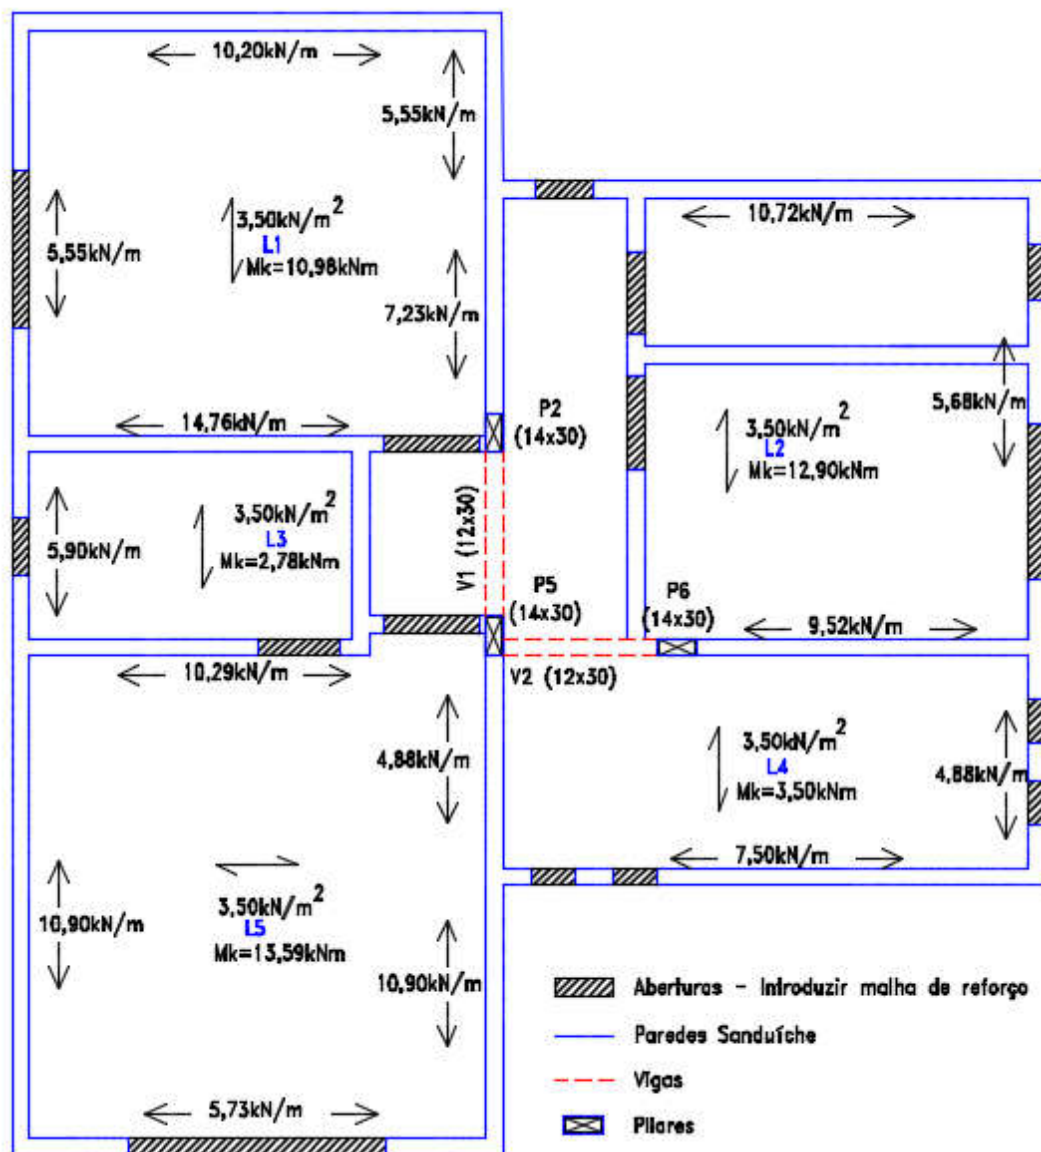 10,20kN/m
5,55kN/m
10,72kN/m
3,50kN/m²
L1
Mk=10,98kNm
5,55kN/m
7,23kN/m
14,76kN/m
P2
(14x30)
5,68kN/m
3,50kN/m²
L2
Mk=12,90kNm
3,50kN/m²
L3
Mk=2,78kNm
5,90kN/m
V1 (12x30)
P5
(14x30)
P6
(14x30)
9,52kN/m
10,29kN/m
V2 (12x30)
4,88kN/m
3,50kN/m²
L4
Mk=3,50kNm
4,88kN/m
7,50kN/m
3,50kN/m²
L5
Mk=13,59kNm
10,90kN/m
10,90kN/m
5,73kN/m
Aberturas - Introduzir malha de reforço
Paredes Sanduíche
Vigas
Pilares